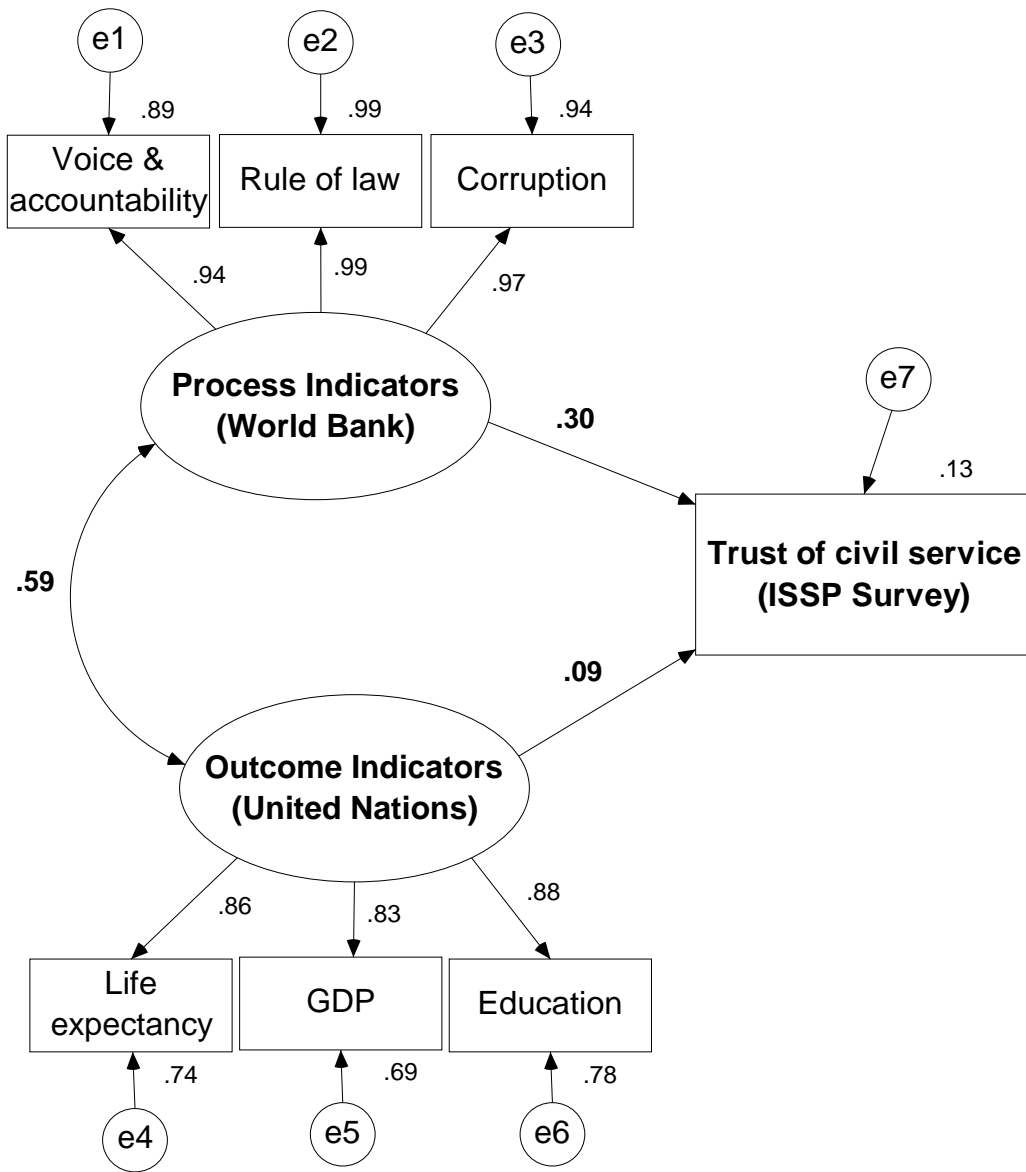 e1
e2
e3
.89
.99
.94
Voice &
accountability
Rule of law
Corruption
.94
.99
.97
Process Indicators
(World Bank)
e7
.30
.13
Trust of civil service
(ISSP Survey)
.59
.09
Outcome Indicators
(United Nations)
.86
.83
.88
Life
expectancy
GDP
Education
.74
.69
.78
e4
e5
e6